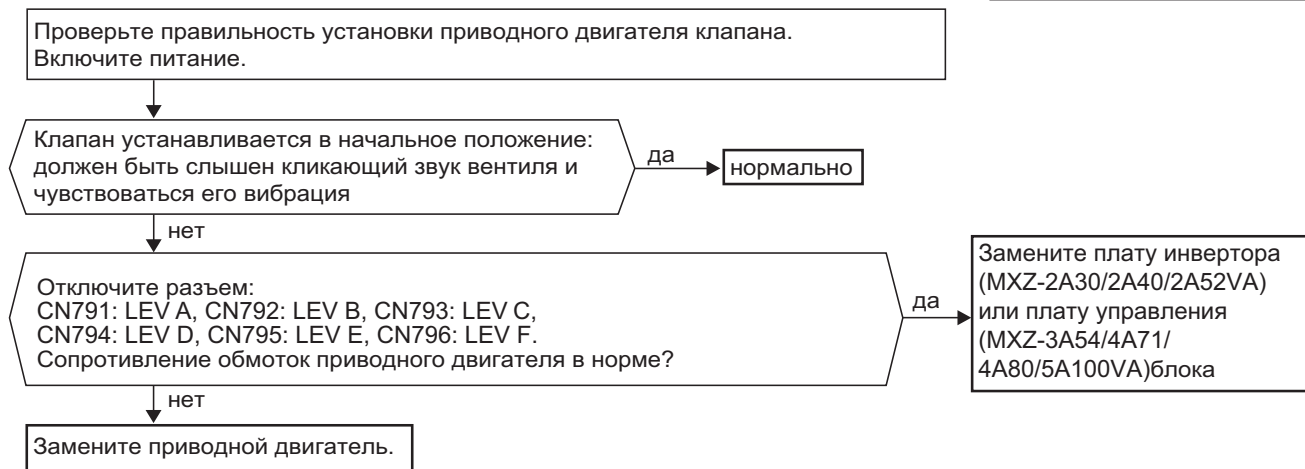 Проверьте правильность установки приводного двигателя клапана.
Включите питание.
Клапан устанавливается в начальное положение:
должен быть слышен кликающий звук вентиля и
чувствоваться его вибрация
да
нормально
нет
Отключите разъем:
CN791: LEV A, CN792: LEV B, CN793: LEV C,
CN794: LEV D, CN795: LEV E, CN796: LEV F.
Сопротивление обмоток приводного двигателя в норме?
да
Замените плату инвертора
(MXZ-2A30/2A40/2A52VA)
или плату управления
(MXZ-3A54/4A71/
4A80/5A100VA)блока
нет
Замените приводной двигатель.